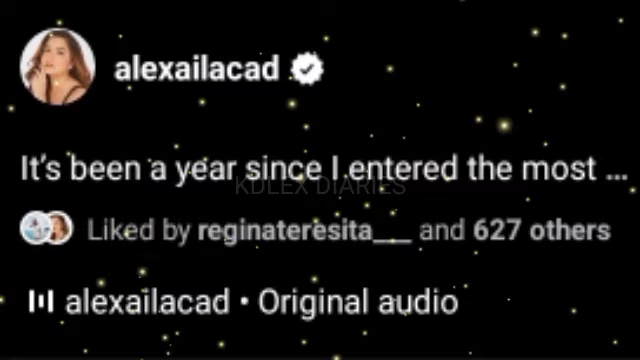 alexailacad
It's been a year since I entered the most ...
KDLEX DIARIES
Liked by reginateresita___ and 627 others
alexailacad • Original audio